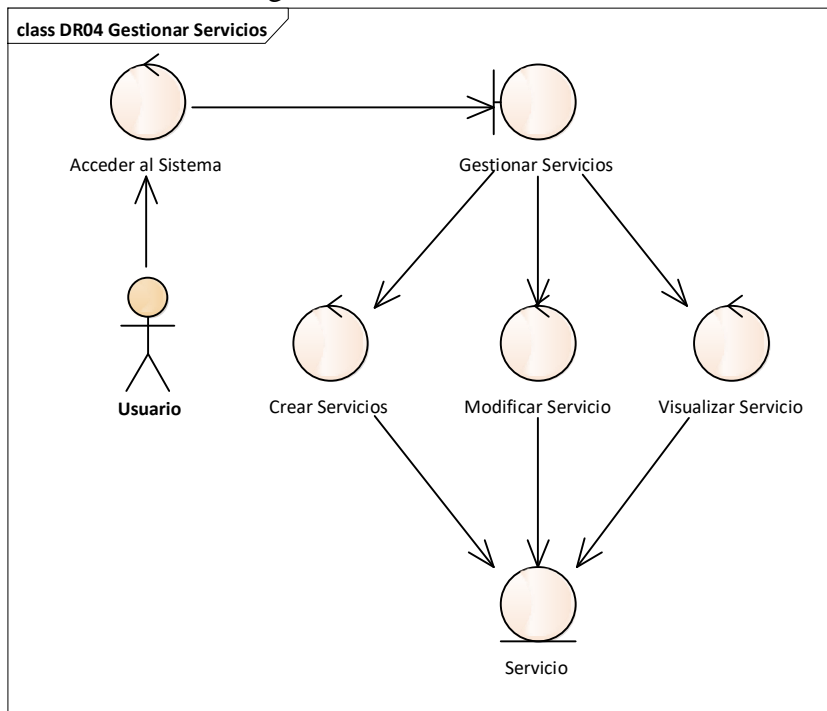 class DR04 Gestionar Servicios
Acceder al Sistema
Gestionar Servicios
Usuario
Crear Servicios
Modificar Servicio
Visualizar Servicio
Servicio